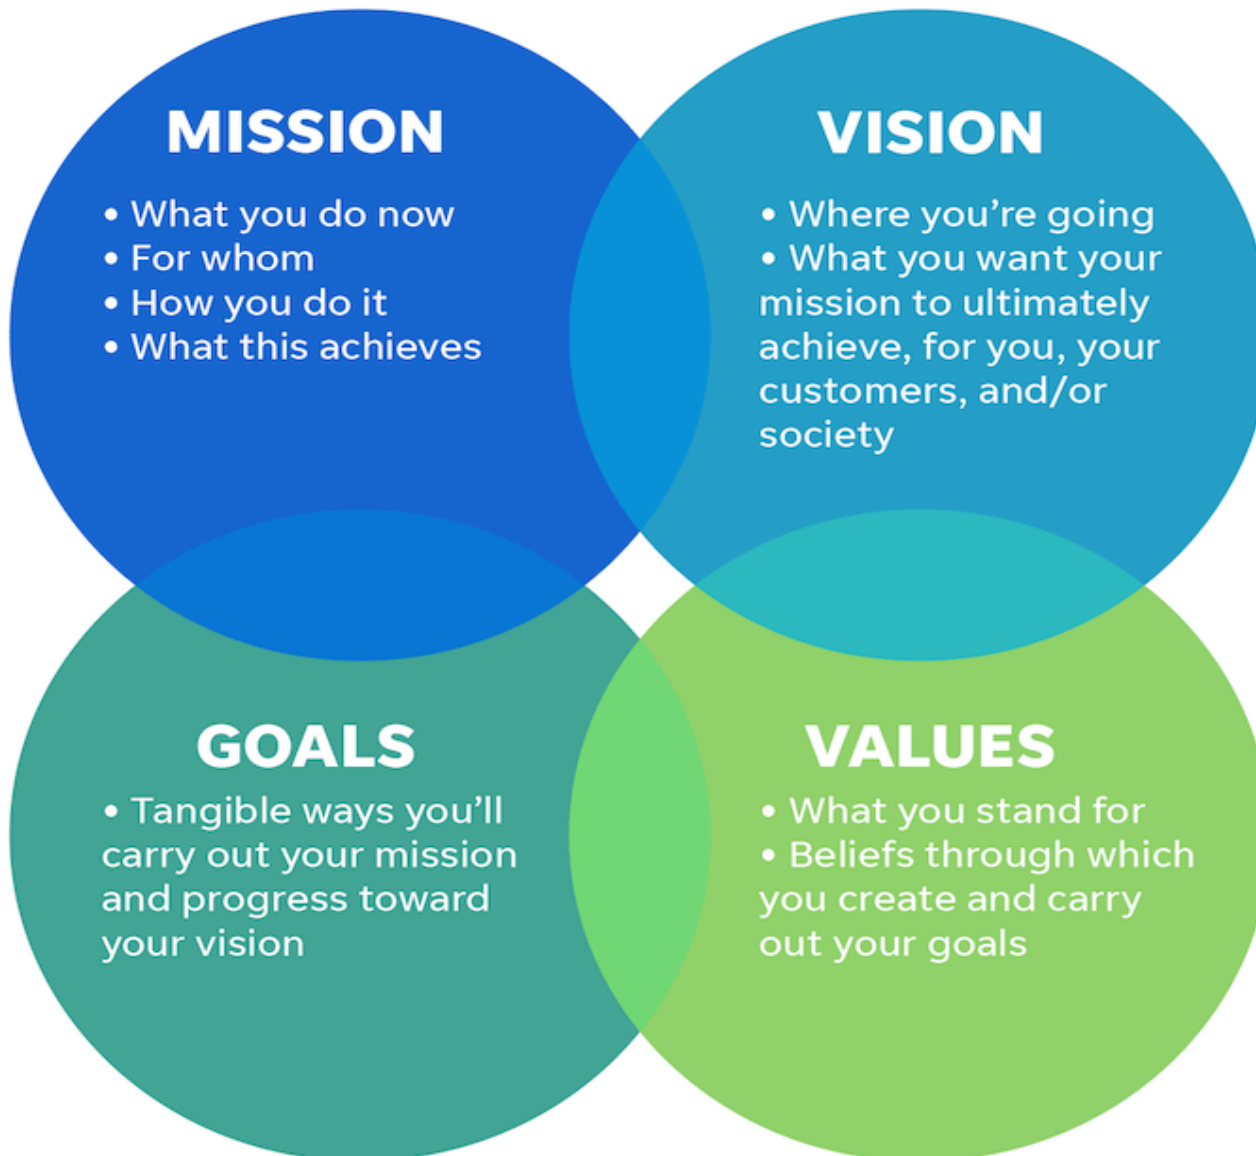 MISSION
• What you do now
• For whom
• How you do it
• What this achieves
VISION
• Where you’re going
• What you want your
mission to ultimately
achieve, for you, your
customers, and/or
society
GOALS
• Tangible ways you’ll
carry out your mission
and progress toward
your vision
VALUES
• What you stand for
• Beliefs through which
you create and carry
out your goals